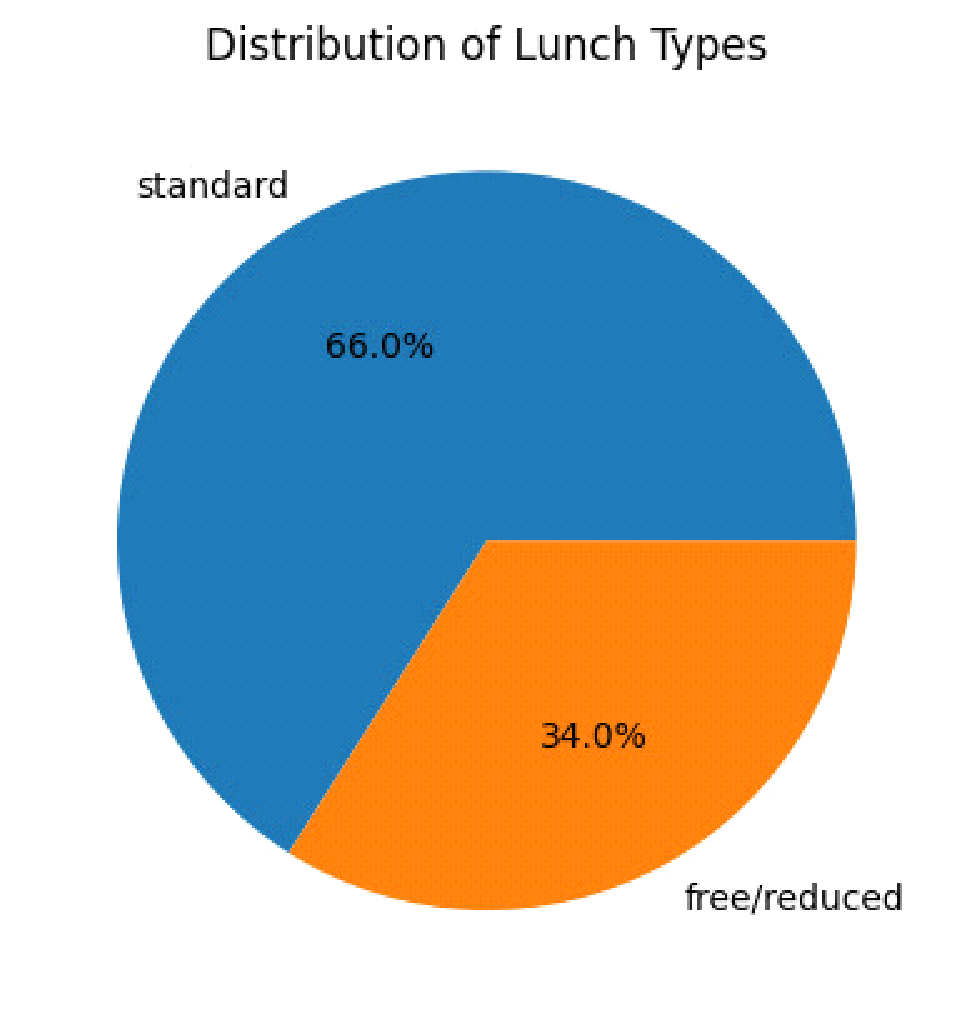 Distribution of Lunch Types
standard
66.0%
34.0%
free/reduced